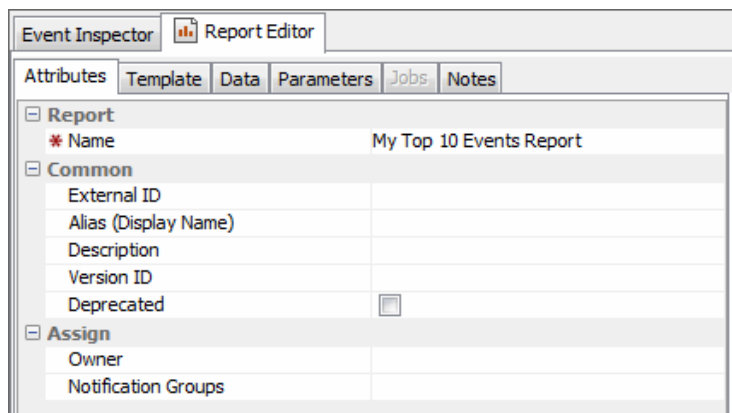 Event Inspector Report Editor
Attributes Template Data Parameters Jobs Notes
Report
* Name My Top 10 Events Report
Common
External ID
Alias (Display Name)
Description
Version ID
Deprecated
Assign
Owner
Notification Groups